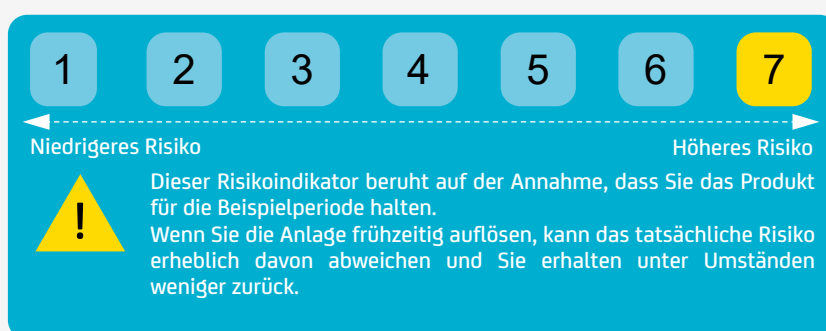 1 2 3 4 5 6 7
Niedrigeres Risiko Höheres Risiko
! Dieser Risikoindikator beruht auf der Annahme, dass Sie das Produkt
für die Beispielperiode halten.
Wenn Sie die Anlage frühzeitig auflösen, kann das tatsächliche Risiko
erheblich davon abweichen und Sie erhalten unter Umständen
weniger zurück.